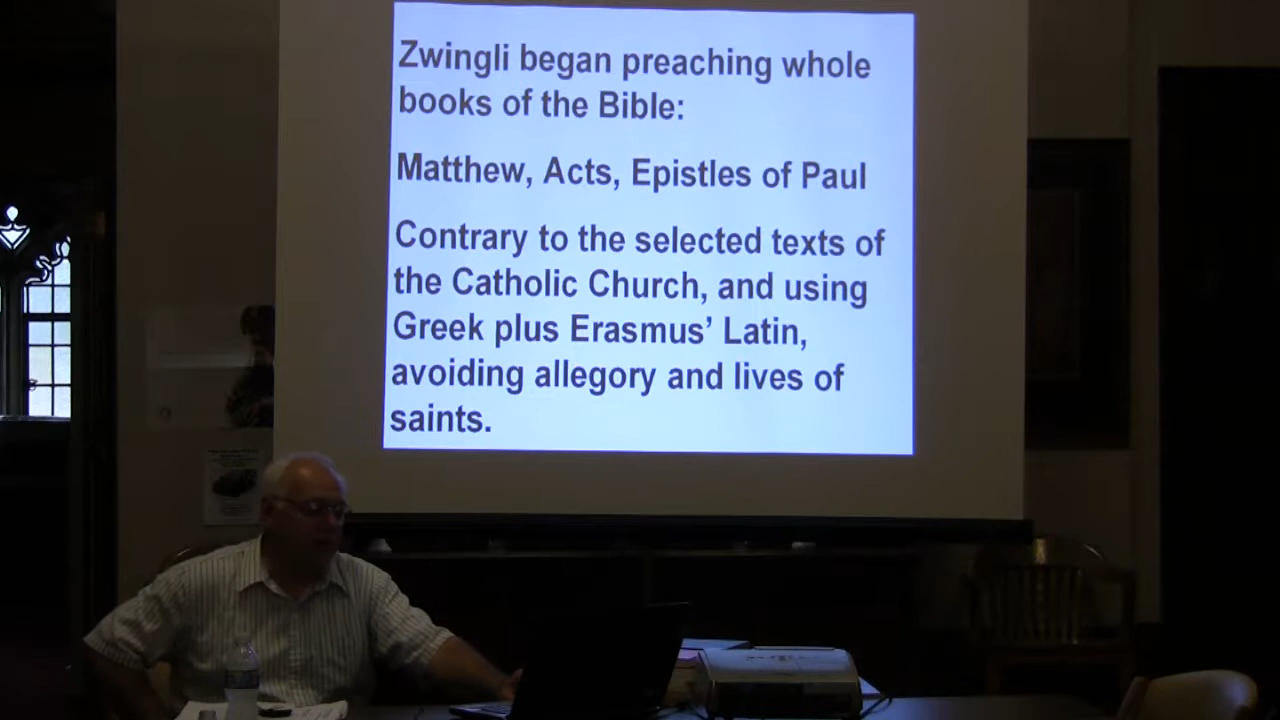 Zwingli began preaching whole
books of the Bible:
Matthew, Acts, Epistles of Paul
Contrary to the selected texts of
the Catholic Church, and using
Greek plus Erasmus’ Latin,
avoiding allegory and lives of
saints.